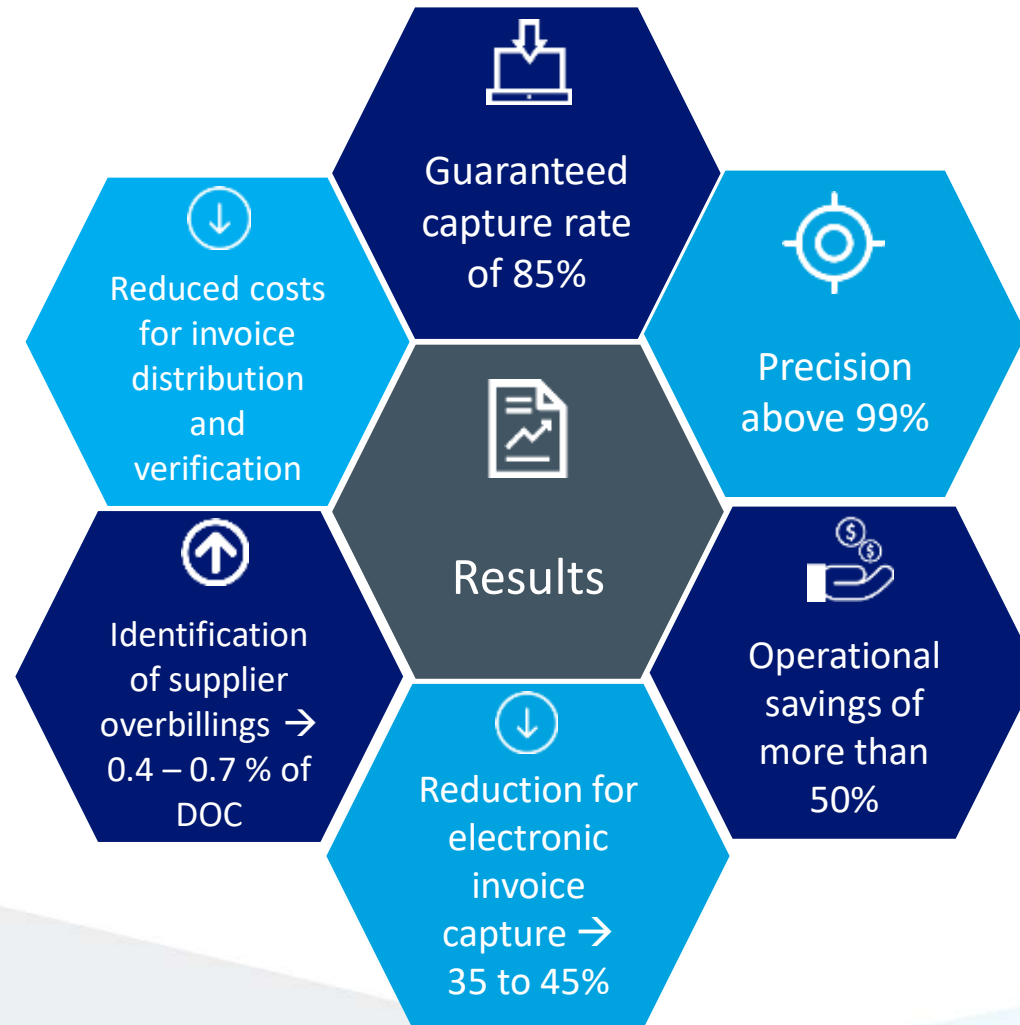 Guaranteed
capture rate
of 85%
Precision
above 99%
Operational
savings of
more than
50%
Reduction for
electronic
invoice
capture →
35 to 45%
Identification
of supplier
overbillings →
0.4 – 0.7 % of
DOC
Reduced costs
for invoice
distribution
and
verification
Results